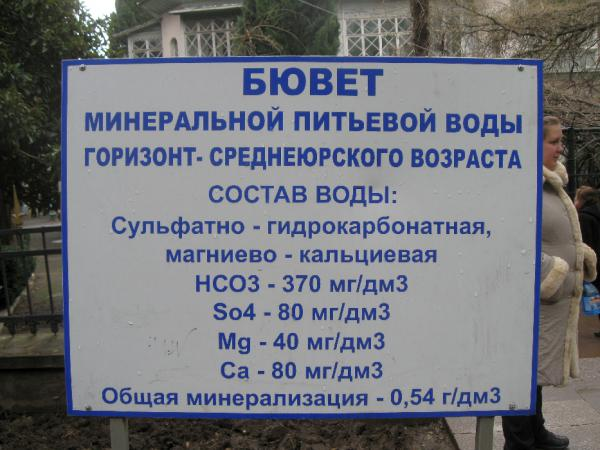 БЮВЕТ
МИНЕРАЛЬНОЙ ПИТЬЕВОЙ ВОДЫ
ГОРИЗОНТ- СРЕДНЕЮРСКОГО ВОЗРАСТА
СОСТАВ ВОДЫ:
Сульфатно - гидрокарбонатная,
магниево - кальциевая
НСО3 - 370 мг/дм3
So4 - 80 мг/дм3
Mg - 40 мг/дм3
Ca - 80 мг/дм3
Общая минерализация - 0,54 г/дм3